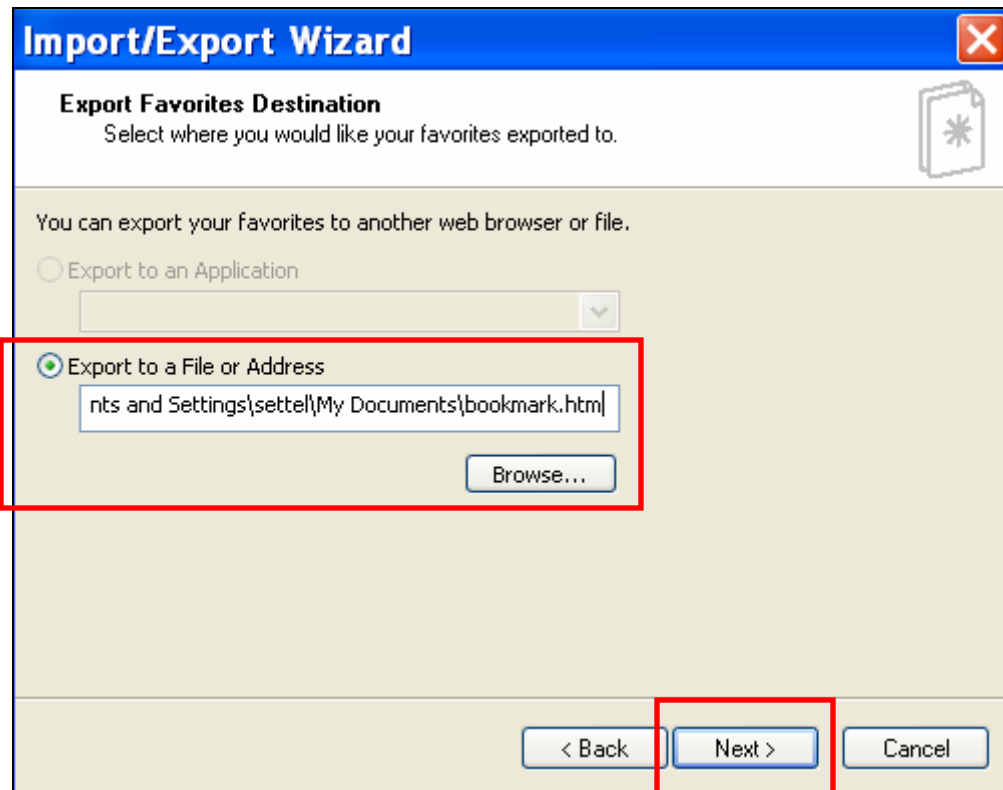 Import/Export Wizard
Export Favorites Destination
Select where you would like your favorites exported to.
You can export your favorites to another web browser or file.
Export to an Application
Export to a File or Address
nts and Settings\settel\My Documents\bookmark.htm
Browse...
< Back Next > Cancel